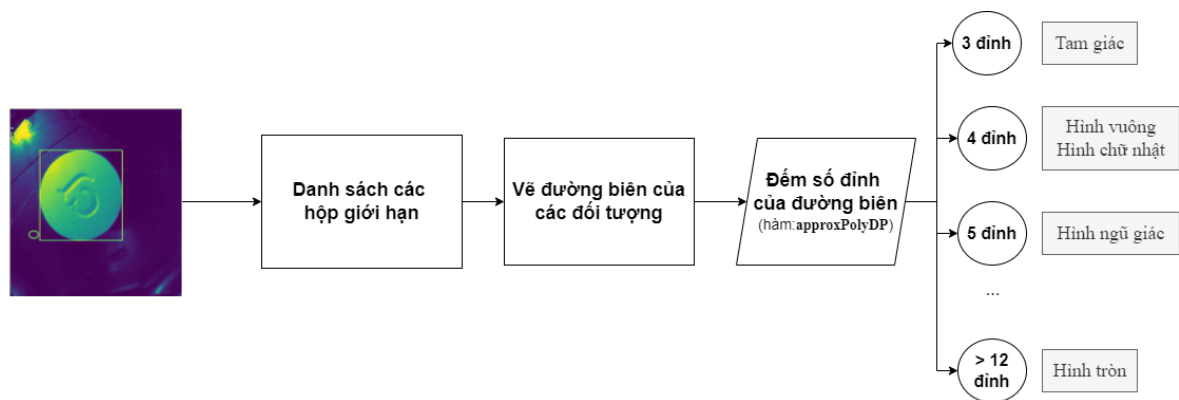 Danh sách các
hộp giới hạn
Vẽ đường biên của
các đối tượng
Đếm số đỉnh
của đường biên
(hàm:approxPolyDP)
3 đỉnh
Tam giác
4 đỉnh
Hình vuông
Hình chữ nhật
5 đỉnh
Hình ngũ giác
...
> 12
đỉnh
Hình tròn